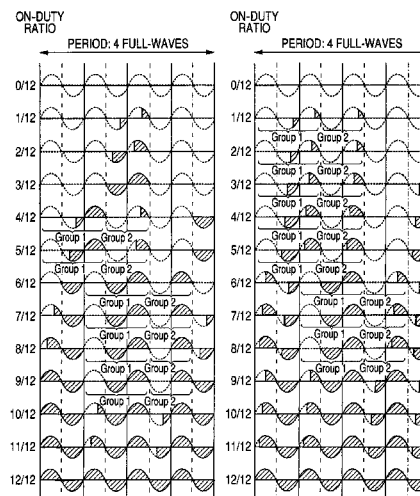 ON-DUTY
RATIO
PERIOD: 4 FULL-WAVES
0/12
1/12
2/12
3/12
4/12
Group 1 Group 2
5/12
Group 1 Group 2
6/12
Group 1 Group 2
7/12
Group 1 Group 2
8/12
Group 1 Group 2
9/12
Group 1 Group 2
10/12
11/12
12/12
ON-DUTY
RATIO
PERIOD: 4 FULL-WAVES
0/12
1/12
Group 1 Group 2
2/12
Group 1 Group 2
3/12
Group 1 Group 2
4/12
Group 1 Group 2
5/12
Group 1 Group 2
6/12
Group 1 Group 2
7/12
Group 1 Group 2
8/12
Group 1 Group 2
9/12
10/12
11/12
12/12